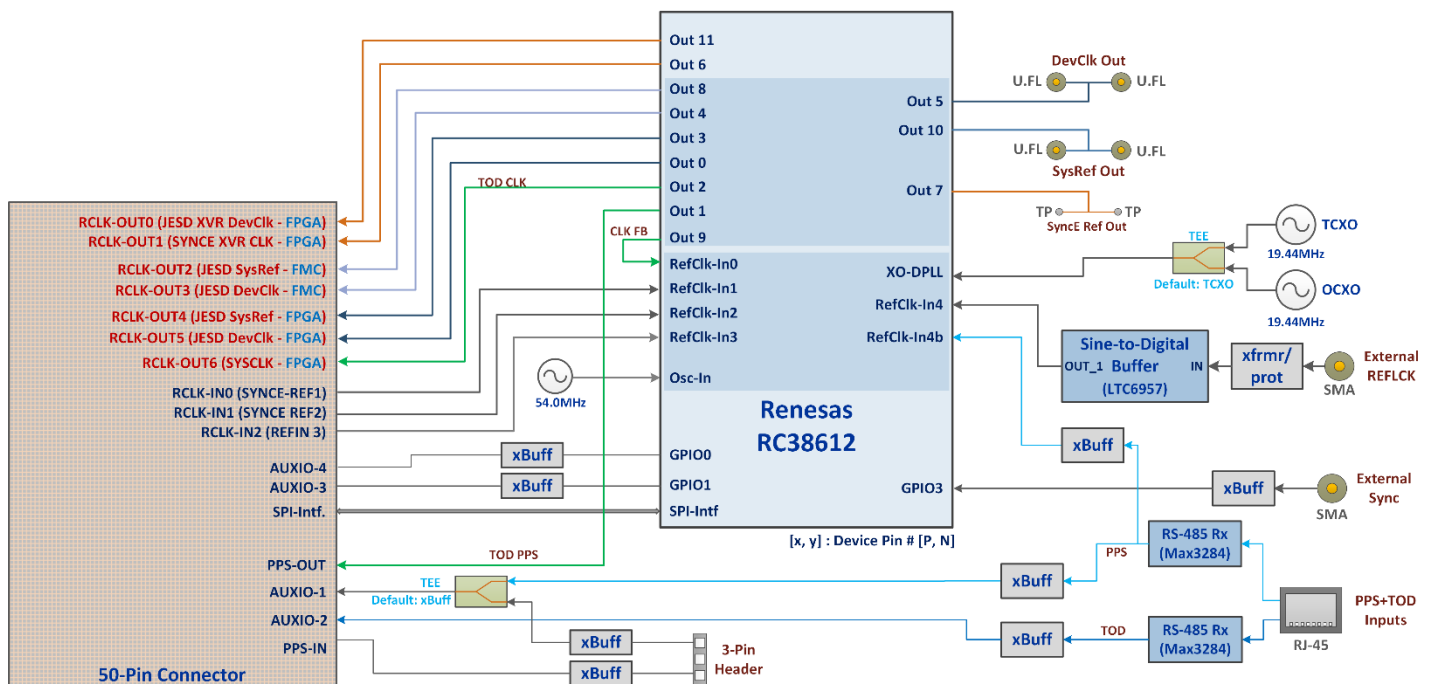 Out 11
Out 6
Out 8
Out 4
Out 3
Out 0
Out 2
Out 1
Out 9
TOD CLK
CLK FB
RefClk-In0
RefClk-In1
RefClk-In2
RefClk-In3
Osc-In
54.0MHz
Renesas
RC38612
GPIO0
GPIO1
SPI-Intf
Out 5
Out 10
Out 7
XO-DPLL
RefClk-In4
RefClk-In4b
GPIO3
[x, y] : Device Pin # [P, N]
DevClk Out
U.FL
U.FL
U.FL
U.FL
SysRef Out
TP
TP
SyncE Ref Out
TEE
Default: TCXO
TCXO
19.44MHz
OCXO
19.44MHz
Sine-to-Digital
Buffer
(LTC6957)
OUT_1
IN
xfrmr/
prot
External
REFLCK
SMA
xBuff
xBuff
External
Sync
SMA
RS-485 Rx
(Max3284)
PPS
xBuff
RS-485 Rx
(Max3284)
TOD
xBuff
PPS+TOD
Inputs
RJ-45
RCLK-OUT0 (JESD XVR DevClk - FPGA)
RCLK-OUT1 (SYNCE XVR CLK - FPGA)
RCLK-OUT2 (JESD SysRef - FMC)
RCLK-OUT3 (JESD DevClk - FMC)
RCLK-OUT4 (JESD SysRef - FPGA)
RCLK-OUT5 (JESD DevClk - FPGA)
RCLK-OUT6 (SYSCLK - FPGA)
RCLK-IN0 (SYNCE-REF1)
RCLK-IN1 (SYNCE REF2)
RCLK-IN2 (REFIN 3)
AUXIO-4
AUXIO-3
SPI-Intf.
xBuff
xBuff
PPS-OUT
TOD PPS
AUXIO-1
AUXIO-2
PPS-IN
TEE
Default: xBuff
xBuff
xBuff
3-Pin
Header
50-Pin Connector